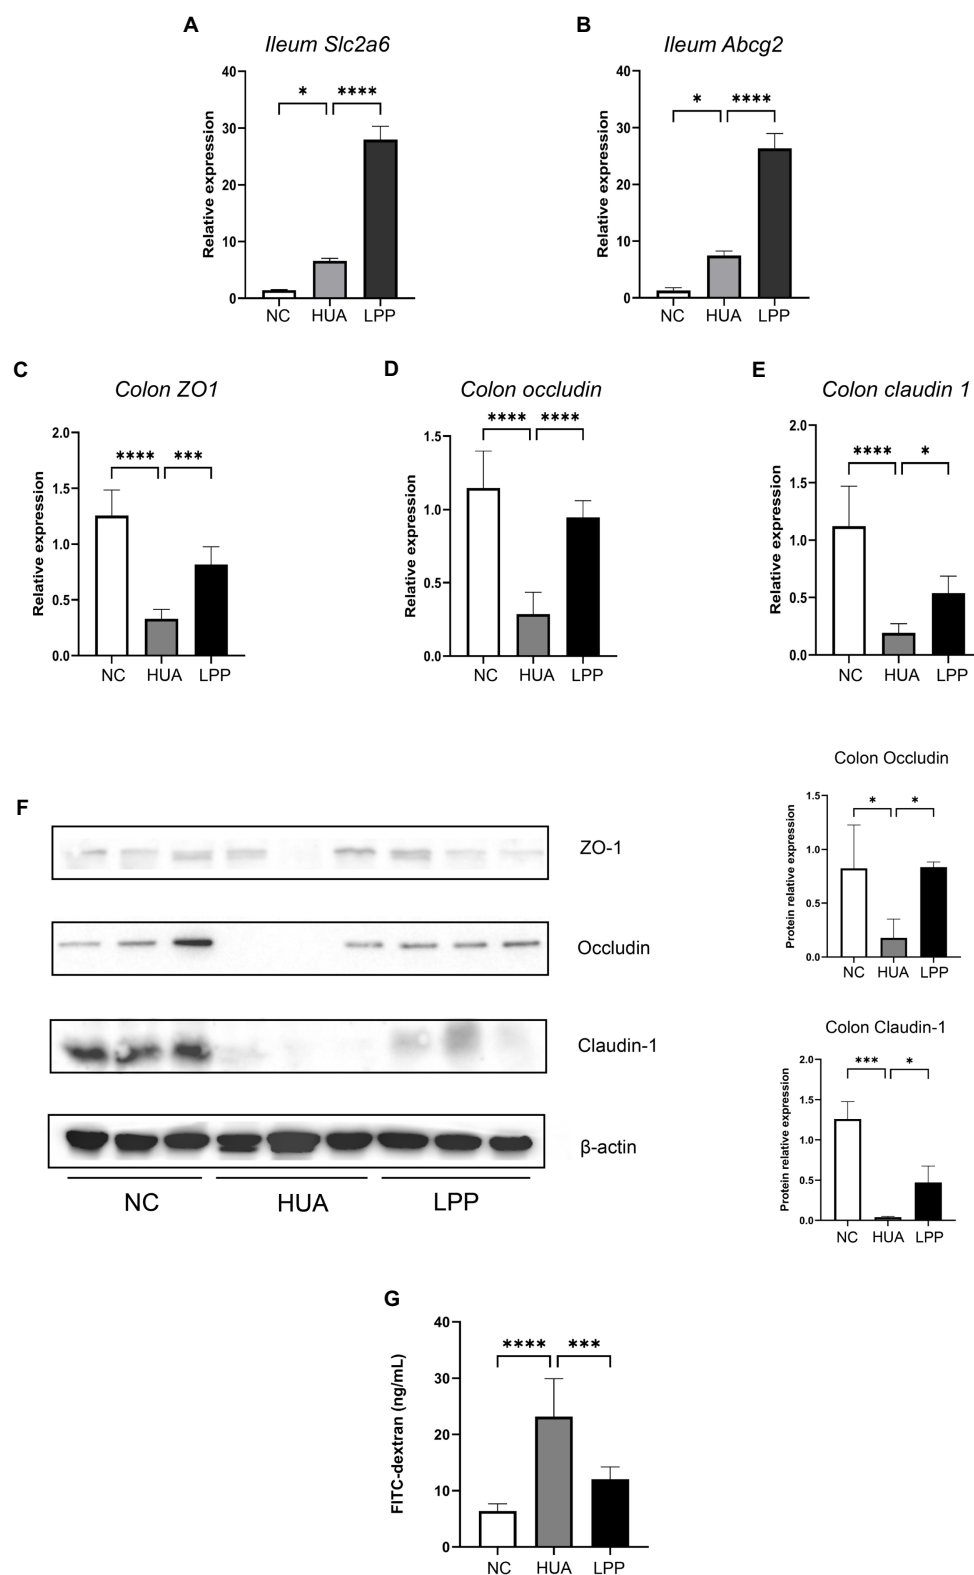 A
Ileum Slc2a6
Relative expression
40
30
20
10
0
* ****
NC HUA LPP
B
Ileum Abcg2
Relative expression
40
30
20
10
0
* ****
NC HUA LPP
C
Colon ZO1
Relative expression
2.0
1.5
1.0
0.5
0.0
**** ***
NC HUA LPP
D
Colon occludin
Relative expression
1.5
1.0
0.5
0.0
**** ****
NC HUA LPP
E
Colon claudin 1
Relative expression
2.0
1.5
1.0
0.5
0.0
**** *
NC HUA LPP
F
ZO-1
Occludin
Claudin-1
β-actin
NC HUA LPP
Colon Occludin
Protein relative expression
1.5
1.0
0.5
0.0
* *
NC HUA LPP
Colon Claudin-1
Protein relative expression
2.0
1.5
1.0
0.5
0.0
*** *
NC HUA LPP
G
FITC-dextran (ng/mL)
40
30
20
10
0
**** ***
NC HUA LPP